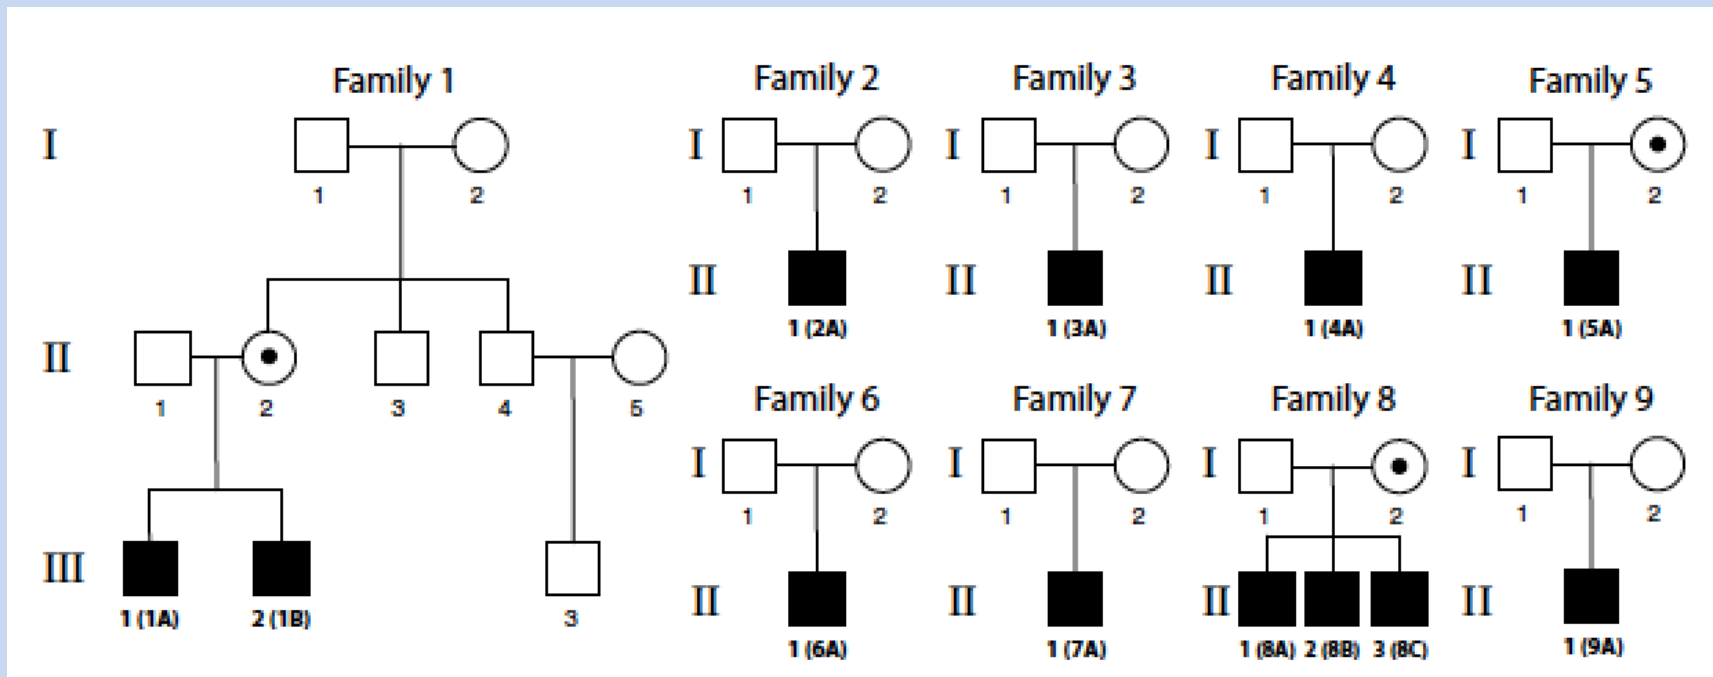 Family 1
I
1
2
II
1
2
3
4
5
III
1 (1A)
2 (1B)
3
Family 2
I
1
2
II
1 (2A)
Family 3
I
1
2
II
1 (3A)
Family 4
I
1
2
II
1 (4A)
Family 5
I
1
2
II
1 (5A)
Family 6
I
1
2
II
1 (6A)
Family 7
I
1
2
II
1 (7A)
Family 8
I
1
2
II
1 (8A) 2 (8B) 3 (8C)
Family 9
I
1
2
II
1 (9A)